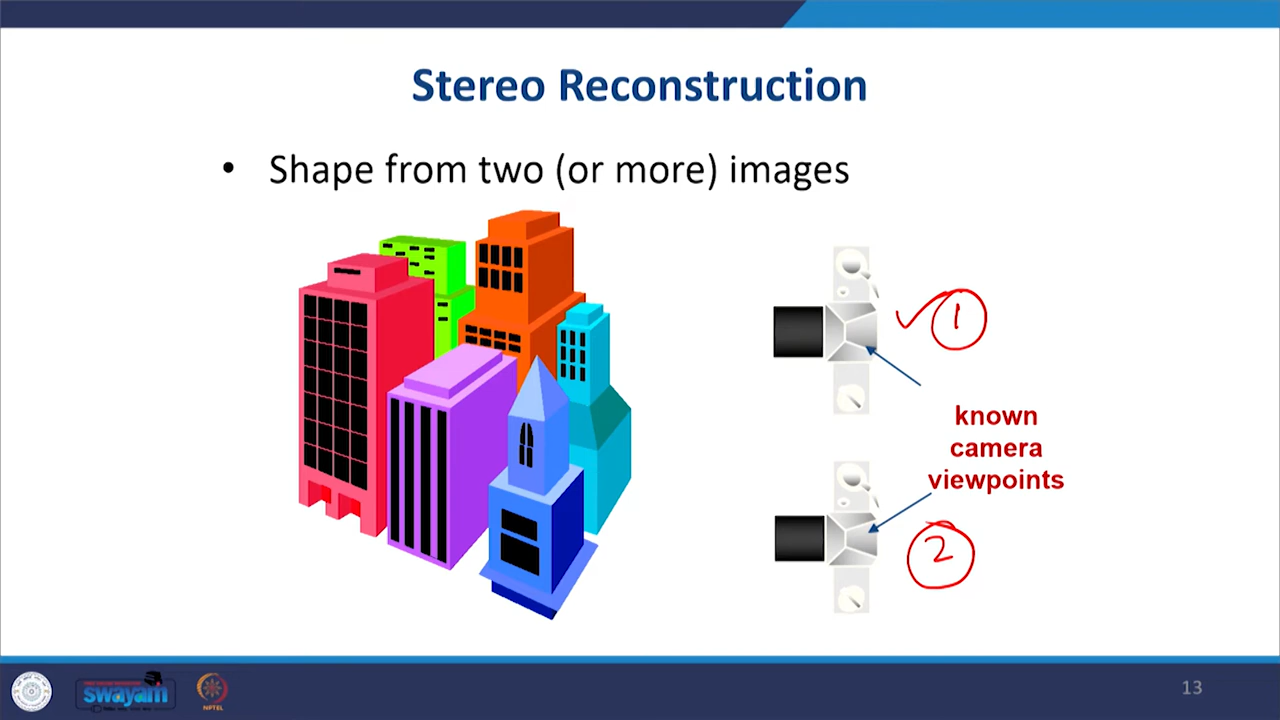 Stereo Reconstruction
• Shape from two (or more) images
1
known
camera
viewpoints
2
swayam
NPTEL
13